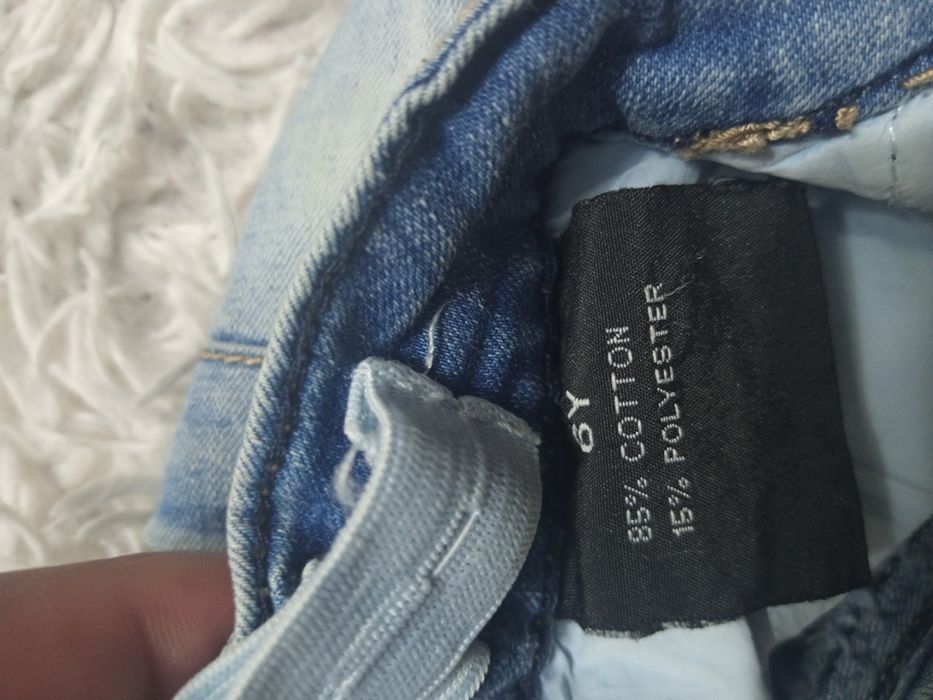 6Y
85% COTTON
15% POLYESTER